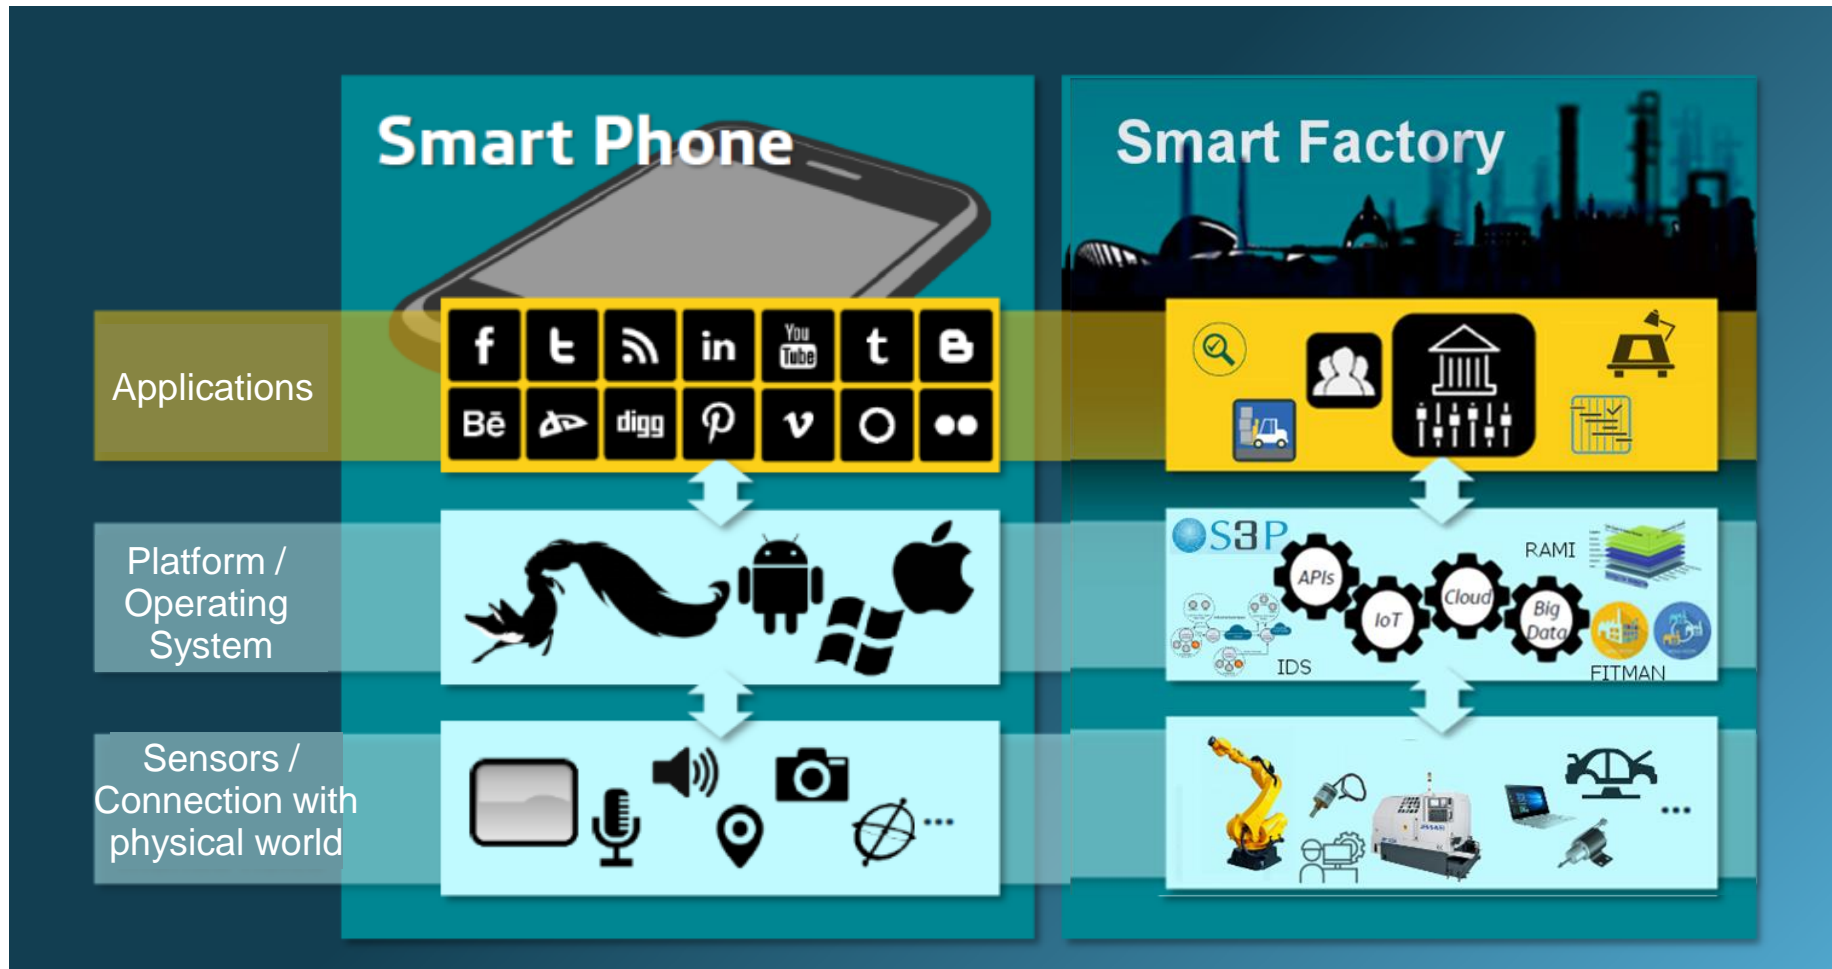 Smart Phone
Smart Factory
Applications
f
t
in
You
Tube
t
B
Bē
digg
Platform /
Operating
System
S3P
APIs
IoT
Cloud
Big
Data
RAMI
IDS
FITMAN
Sensors /
Connection with
physical world
...
...